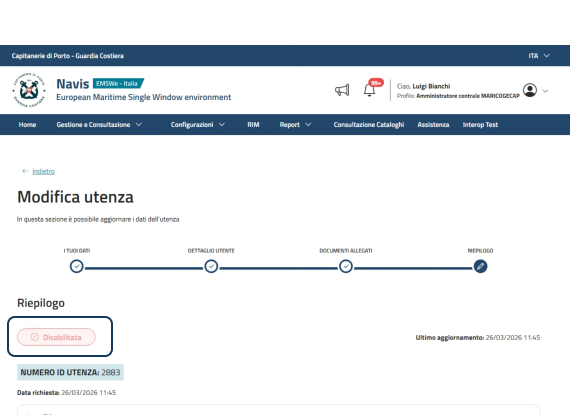 Capitanerie di Porto - Guardia Costiera
ITA
Navis EMSWe - Italia
European Maritime Single Window environment
99+
Ciao, Luigi Bianchi
Profilo: Amministratore centrale MARICOGECAP
Home Gestione e Consultazione Configurazioni RIM Report Consultazione Cataloghi Assistenza Interop Test
← Indietro
Modifica utenza
In questa sezione è possibile aggiornare i dati dell'utenza
I TUOI DATI DETTAGLIO UTENTE DOCUMENTI ALLEGATI RIEPILOGO
Riepilogo
Disabilitata
Ultimo aggiornamento: 26/03/2026 11:45
NUMERO ID UTENZA: 2883
Data richiesta: 26/03/2026 11:45